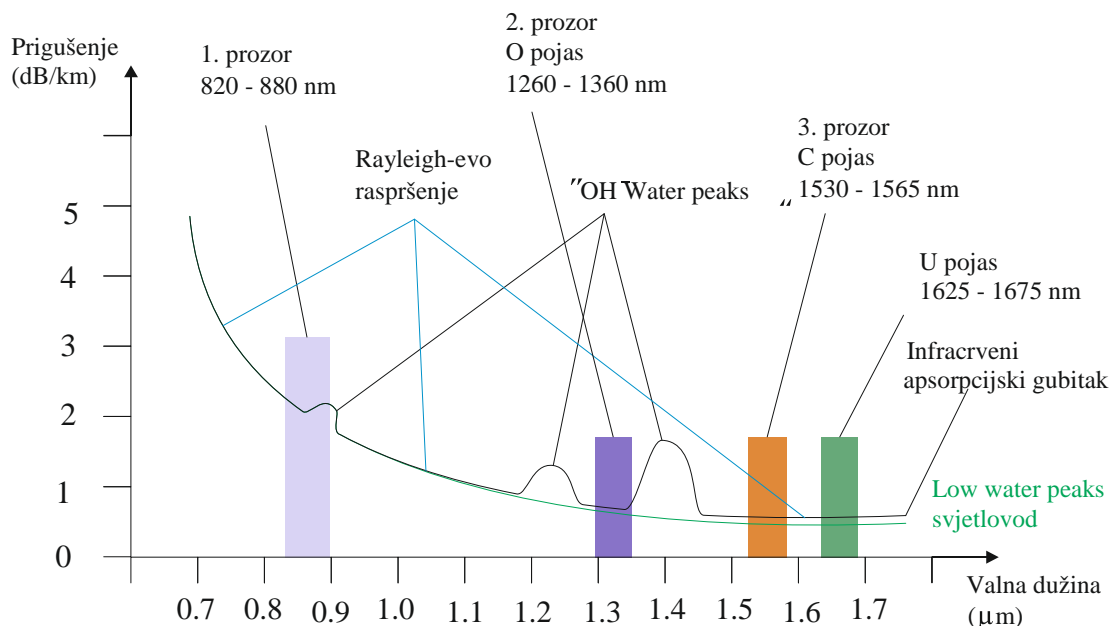 Prigušenje
(dB/km)
1. prozor
820 - 880 nm
2. prozor
O pojas
1260 - 1360 nm
3. prozor
C pojas
1530 - 1565 nm
Rayleigh-evo
raspršenje
"OH-Water peaks"
U pojas
1625 - 1675 nm
Infracrveni
apsorpcijski gubitak
Low water peaks
svjetlovod
5
4
3
2
1
0
0.7 0.8 0.9 1.0 1.1 1.2 1.3 1.4 1.5 1.6 1.7
Valna dužina
(μm)